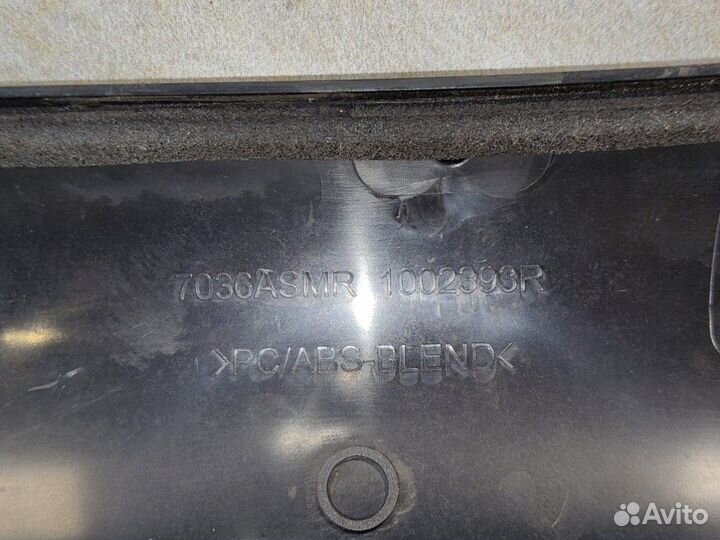 7036ASMR 1002393R
>PC/ABS-BLEND<
Avito